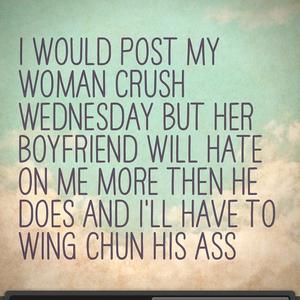 I WOULD POST MY
WOMAN CRUSH
WEDNESDAY BUT HER
BOYFRIEND WILL HATE
ON ME MORE THEN HE
DOES AND I'LL HAVE TO
WING CHUN HIS ASS